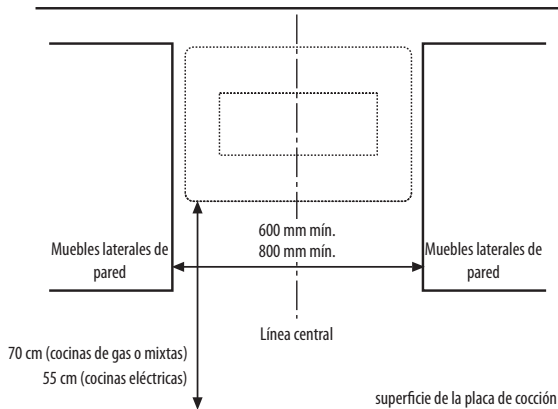 600 mm mín.
800 mm mín.
Muebles laterales de
pared
Muebles laterales de
pared
Línea central
70 cm (cocinas de gas o mixtas)
55 cm (cocinas eléctricas)
superficie de la placa de cocción